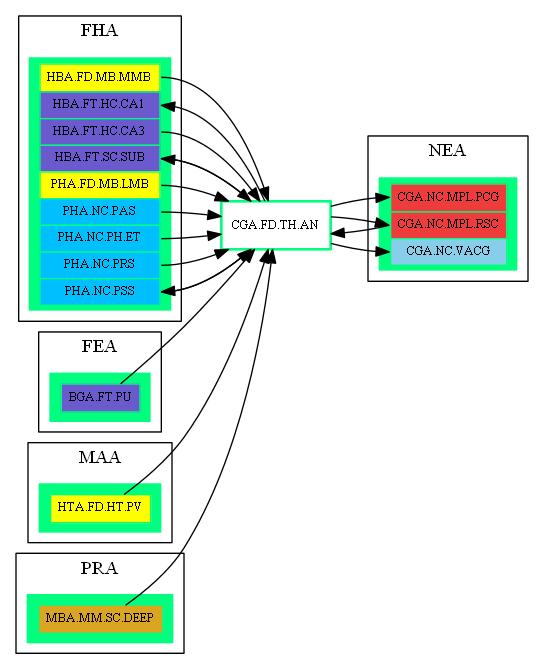 FHA
HBA.FD.MB.MMB
HBA.FT.HC.CA1
HBA.FT.HC.CA3
HBA.FT.SC.SUB
PHA.FD.MB.LMB
PHA.NC.PAS
PHA.NC.PH.ET
PHA.NC.PRS
PHA.NC.PSS
FEA
BGA.FT.PU
MAA
HTA.FD.HT.PV
PRA
MBA.MM.SC.DEEP
CGA.FD.TH.AN
NEA
CGA.NC.MPL.PCG
CGA.NC.MPL.RSC
CGA.NC.VACG